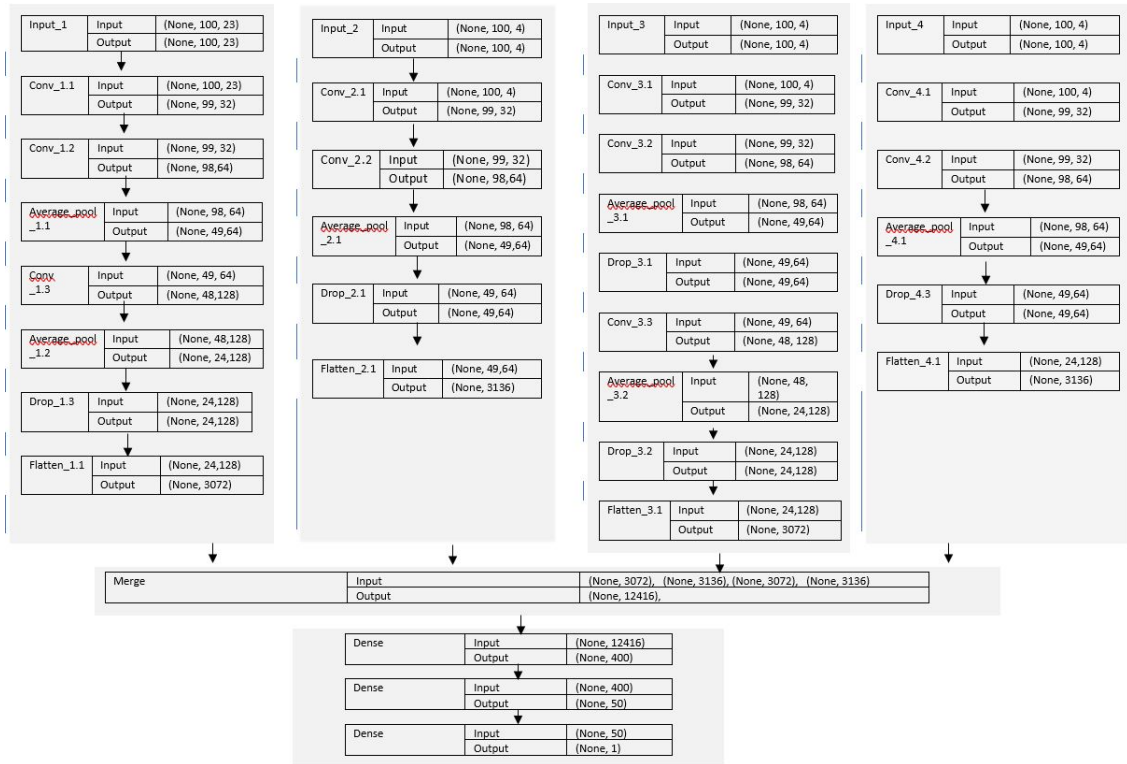 Input_1 Input (None, 100, 23)
Output (None, 100, 23)
Conv_1.1 Input (None, 100, 23)
Output (None, 99, 32)
Conv_1.2 Input (None, 99, 32)
Output (None, 98,64)
Average_pool _1.1 Input (None, 98, 64)
Output (None, 49,64)
Conv _1.3 Input (None, 49, 64)
Output (None, 48,128)
Average_pool _1.2 Input (None, 48,128)
Output (None, 24,128)
Drop_1.3 Input (None, 24,128)
Output (None, 24,128)
Flatten_1.1 Input (None, 24,128)
Output (None, 3072)
Input_2 Input (None, 100, 4)
Output (None, 100, 4)
Conv_2.1 Input (None, 100, 4)
Output (None, 99, 32)
Conv_2.2 Input (None, 99, 32)
Output (None, 98,64)
Average_pool _2.1 Input (None, 98, 64)
Output (None, 49,64)
Drop_2.1 Input (None, 49, 64)
Output (None, 49,64)
Flatten_2.1 Input (None, 49,64)
Output (None, 3136)
Input_3 Input (None, 100, 4)
Output (None, 100, 4)
Conv_3.1 Input (None, 100, 4)
Output (None, 99, 32)
Conv_3.2 Input (None, 99, 32)
Output (None, 98, 64)
Average_pool _3.1 Input (None, 98, 64)
Output (None, 49,64)
Drop_3.1 Input (None, 49,64)
Output (None, 49,64)
Conv_3.3 Input (None, 49, 64)
Output (None, 48, 128)
Average_pool _3.2 Input (None, 48,
128)
Output (None, 24,128)
Drop_3.2 Input (None, 24,128)
Output (None, 24,128)
Flatten_3.1 Input (None, 24,128)
Output (None, 3072)
Input_4 Input (None, 100, 4)
Output (None, 100, 4)
Conv_4.1 Input (None, 100, 4)
Output (None, 99, 32)
Conv_4.2 Input (None, 99, 32)
Output (None, 98, 64)
Average_pool _4.1 Input (None, 98, 64)
Output (None, 49,64)
Drop_4.3 Input (None, 49,64)
Output (None, 49,64)
Flatten_4.1 Input (None, 24,128)
Output (None, 3136)
Merge Input (None, 3072), (None, 3136), (None, 3072), (None, 3136)
Output (None, 12416),
Dense Input (None, 12416)
Output (None, 400)
Dense Input (None, 400)
Output (None, 50)
Dense Input (None, 50)
Output (None, 1)